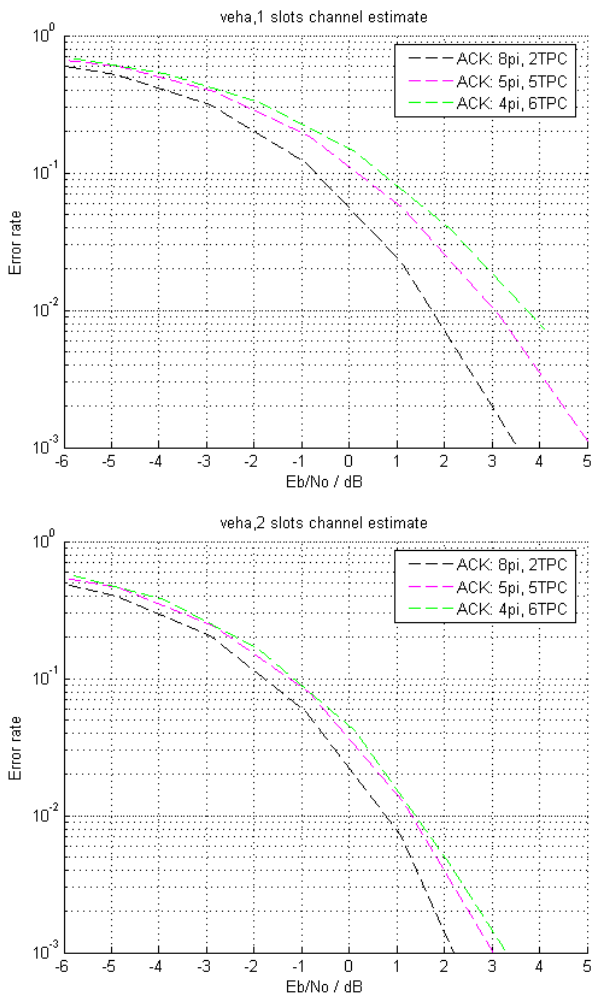 veha,1 slots channel estimate
10^0
10^-1
10^-2
10^-3
Error rate
ACK: 8pi, 2TPC
ACK: 5pi, 5TPC
ACK: 4pi, 6TPC
-6 -5 -4 -3 -2 -1 0 1 2 3 4 5
Eb/No / dB
veha,2 slots channel estimate
10^0
10^-1
10^-2
10^-3
Error rate
ACK: 8pi, 2TPC
ACK: 5pi, 5TPC
ACK: 4pi, 6TPC
-6 -5 -4 -3 -2 -1 0 1 2 3 4 5
Eb/No / dB